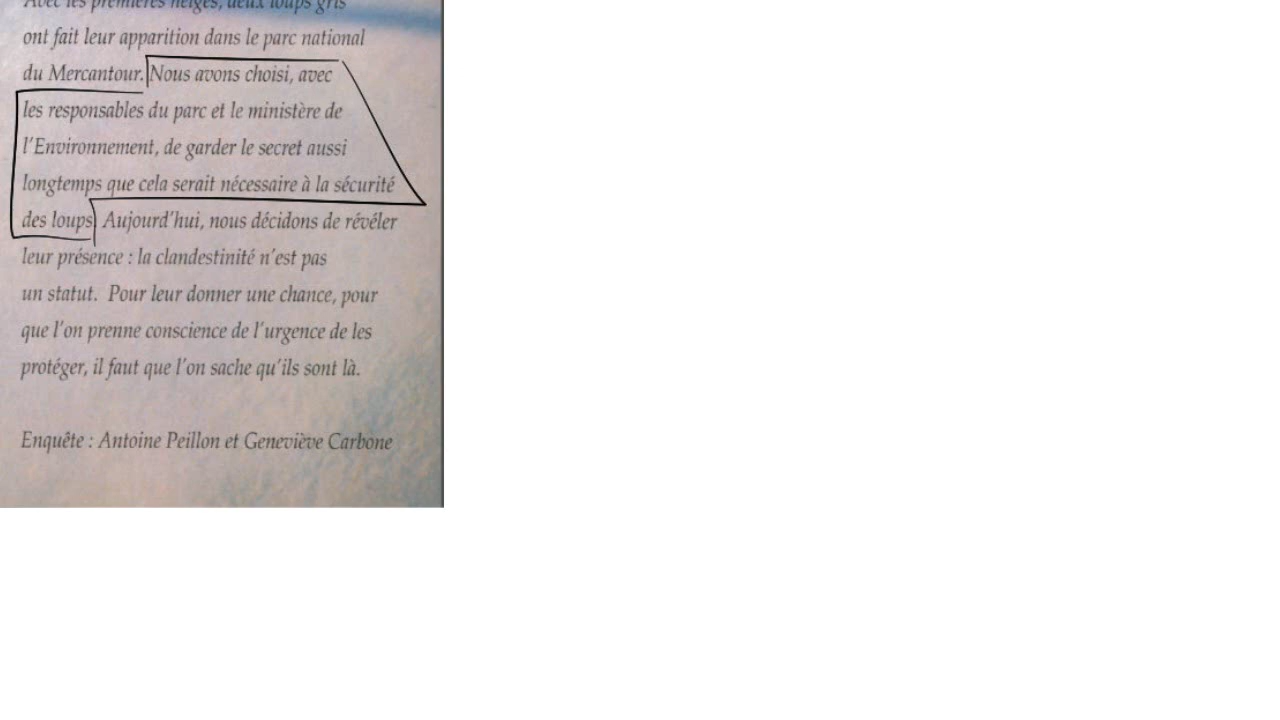 Avec les premières neiges, deux loups gris
ont fait leur apparition dans le parc national
du Mercantour. Nous avons choisi, avec
les responsables du parc et le ministère de
l'Environnement, de garder le secret aussi
longtemps que cela serait nécessaire à la sécurité
des loups. Aujourd'hui, nous décidons de révéler
leur présence : la clandestinité n'est pas
un statut. Pour leur donner une chance, pour
que l'on prenne conscience de l'urgence de les
protéger, il faut que l'on sache qu'ils sont là.
Enquête : Antoine Peillon et Geneviève Carbone